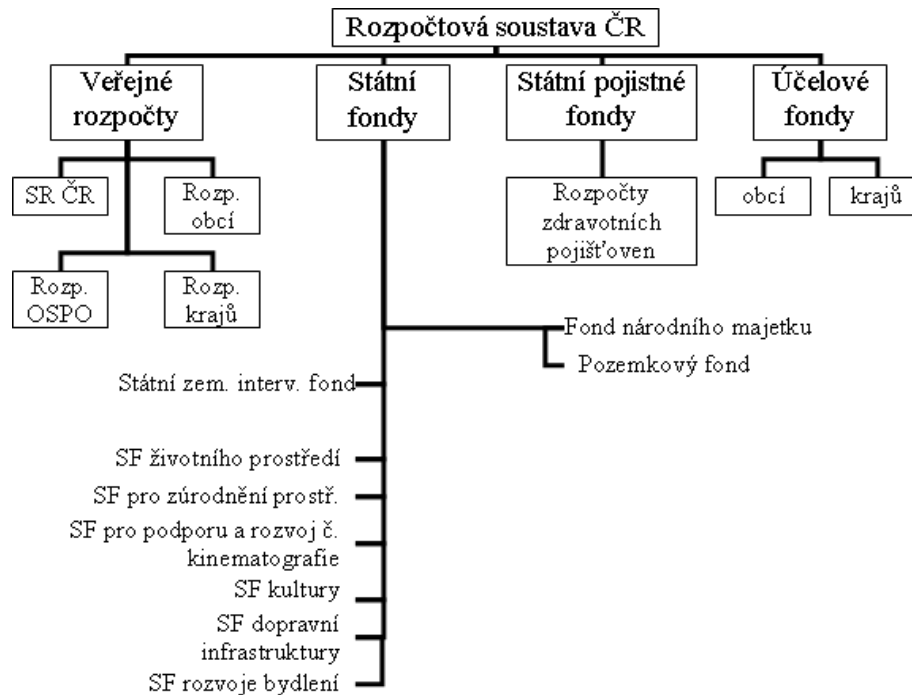 Rozpočtová soustava ČR
Veřejné
rozpočty
Státní
fondy
Státní pojistné
fondy
Účelové
fondy
SR ČR
Rozp.
obcí
Rozp.
OSPO
Rozp.
krajů
Rozpočty
zdravotních
pojišťoven
obcí
krajů
Fond národního majetku
Pozemkový fond
Státní zem. interv. fond
SF životního prostředí
SF pro zúrodnění prostř.
SF pro podporu a rozvoj č.
kinematografie
SF kultury
SF dopravní
infrastruktury
SF rozvoje bydlení